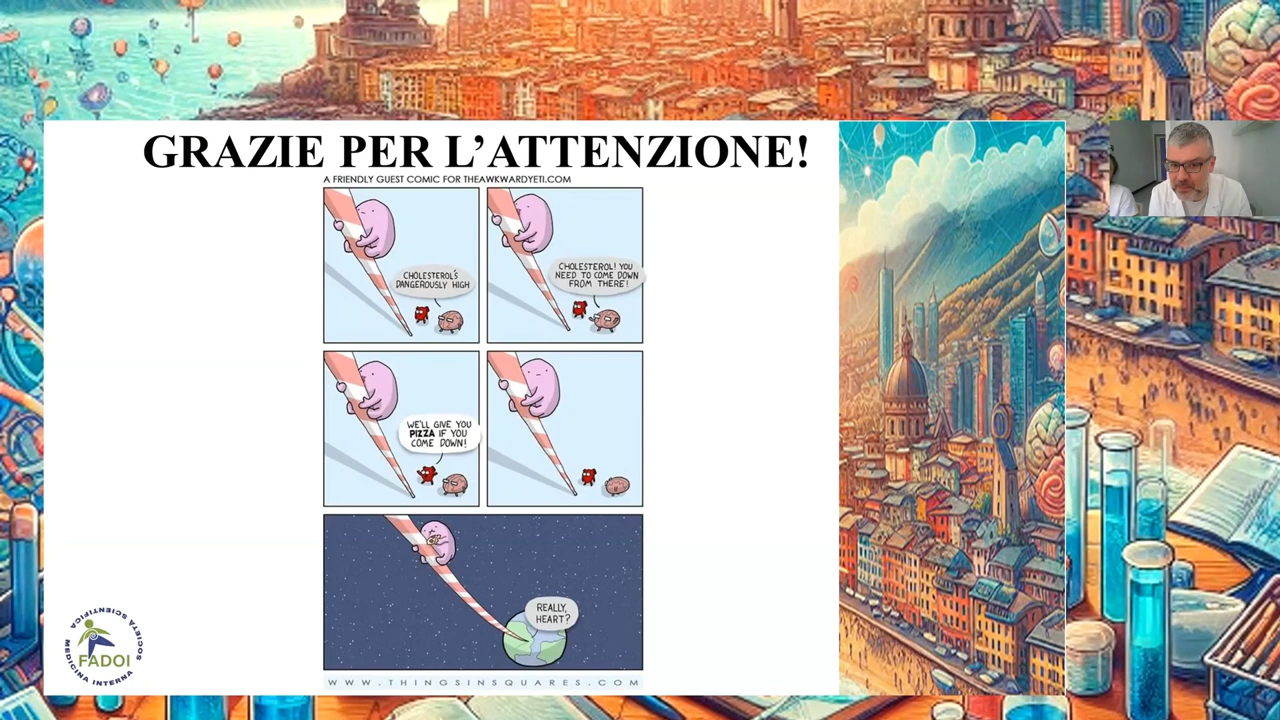 GRAZIE PER L’ATTENZIONE!
A FRIENDLY GUEST COMIC FOR THEAWKWARDYETI.COM
CHOLESTEROL'S
DANGEROUSLY HIGH
CHOLESTEROL! YOU
NEED TO COME DOWN
FROM THERE!
WE'LL GIVE YOU
PIZZA IF YOU
COME DOWN!
REALLY,
HEART?
WWW.THINGSINSQUARES.COM
FADOI
SOCIETÀ SCIENTIFICA
MEDICINA INTERNA